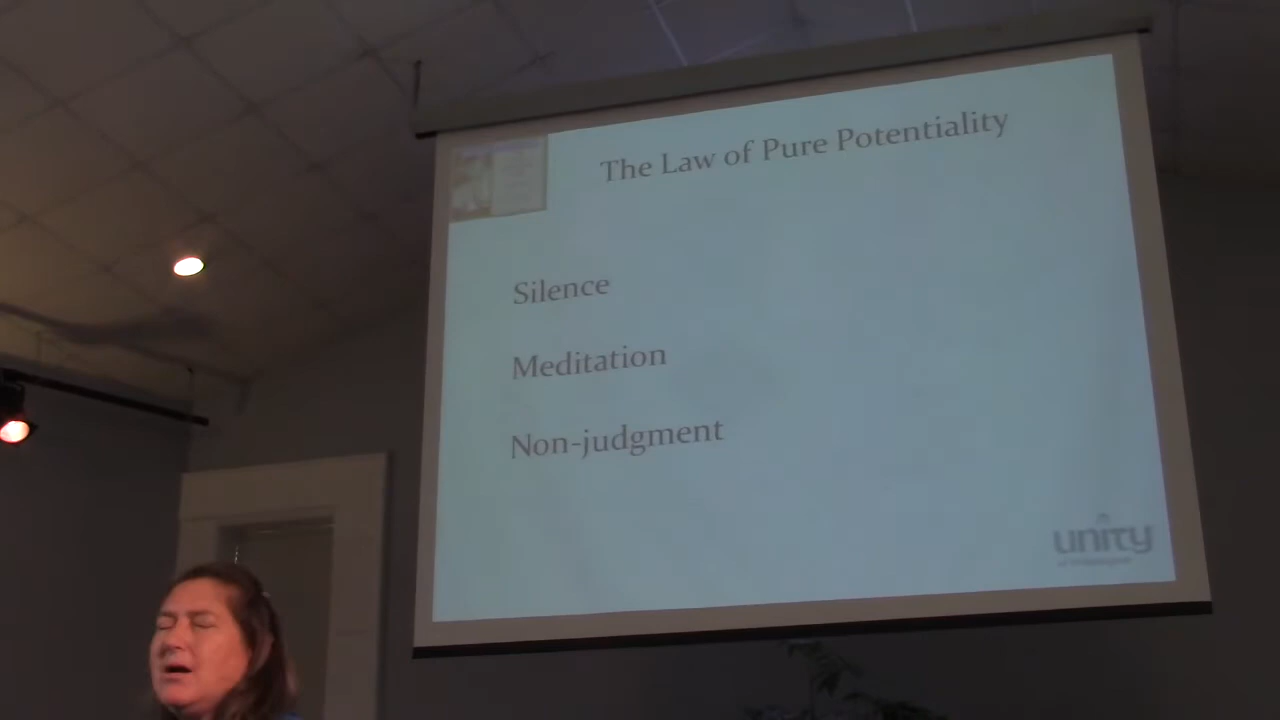 The Law of Pure Potentiality
Silence
Meditation
Non-judgment
unity